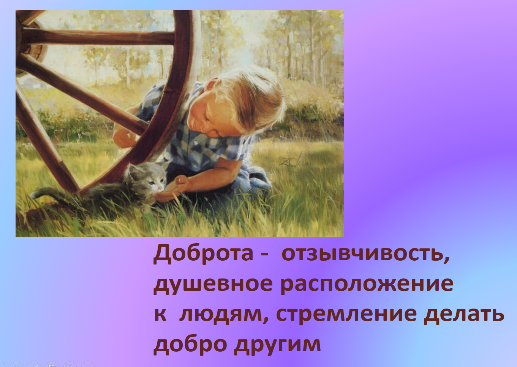 Доброта - отзывчивость,
душевное расположение
к людям, стремление делать
добро другим